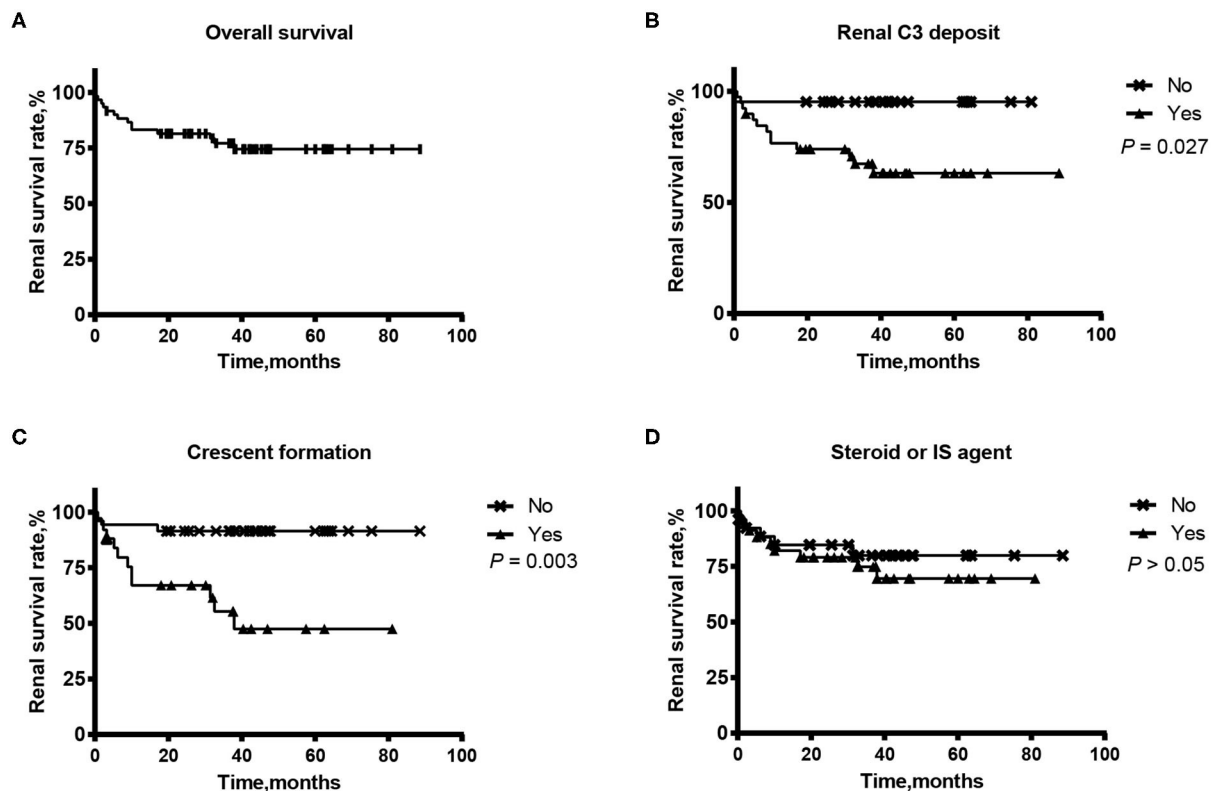 A
Overall survival
Renal survival rate,%
100
75
50
25
0
0 20 40 60 80 100
Time,months
B
Renal C3 deposit
Renal survival rate,%
100
50
0
0 20 40 60 80 100
Time,months
No
Yes
P = 0.027
C
Crescent formation
Renal survival rate,%
100
75
50
25
0
0 20 40 60 80 100
Time,months
No
Yes
P = 0.003
D
Steroid or IS agent
Renal survival rate,%
100
75
50
25
0
0 20 40 60 80 100
Time,months
No
Yes
P > 0.05